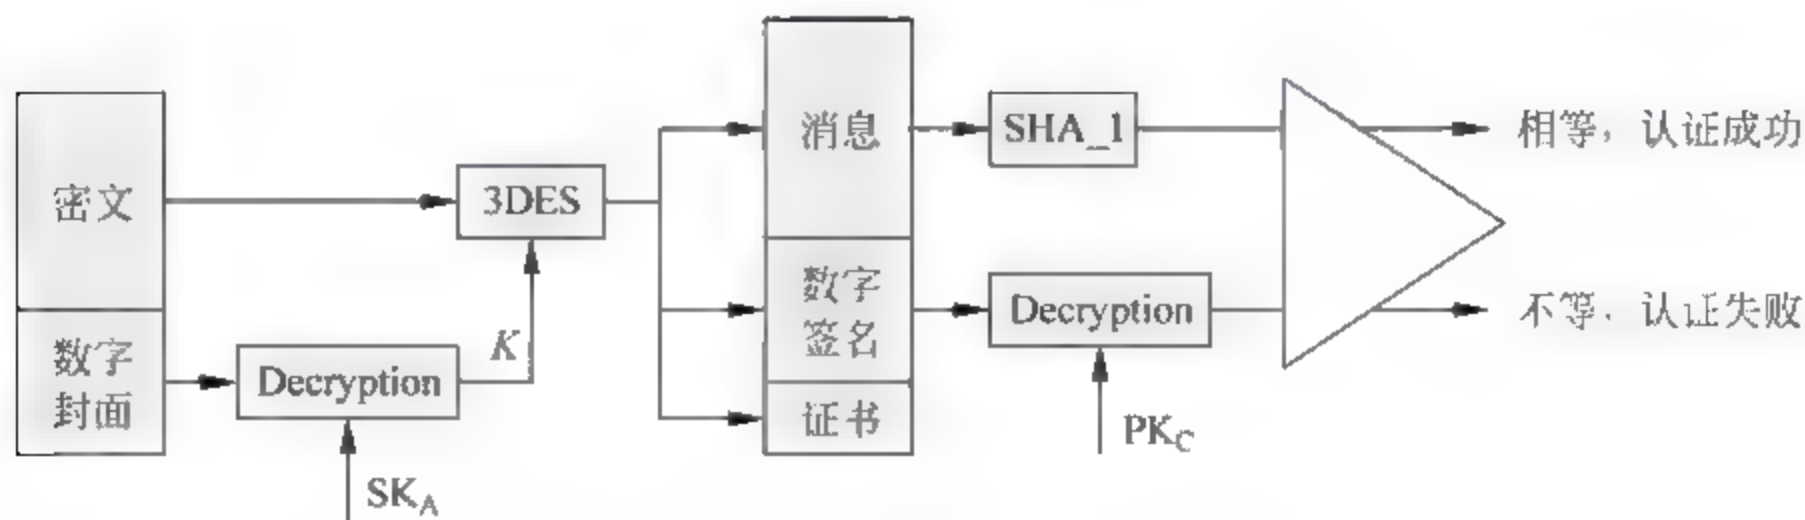 密文
数字
封面
Decryption
SK_A
K
3DES
消息
数字
签名
证书
SHA_1
Decryption
PK_C
相等，认证成功
不等，认证失败